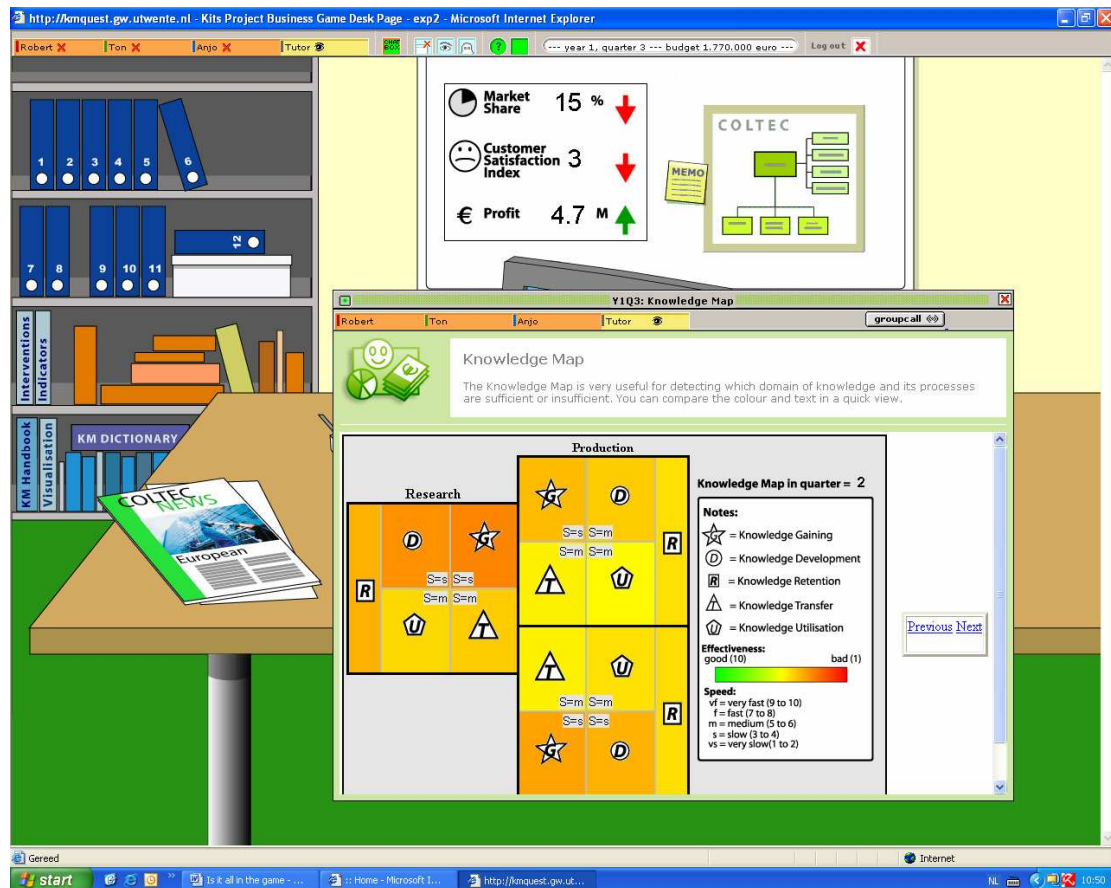 http://kmquest.gw.utwente.nl - Kits Project Business Game Desk Page - exp2 - Microsoft Internet Explorer
Robert Ton Anjo Tutor CHAT BOX ? (--- year 1, quarter 3 --- budget 1.770.000 euro ---) Log out
Market Share 15 %
Customer Satisfaction Index 3
€ Profit 4.7 M
MEMO
COLTEC
1 2 3 4 5 6
7 8 9 10 11 12
Interventions
Indicators
KM Handbook
Visualisation
KM DICTIONARY
COLTEC
NEWS
European
Y1Q3: Knowledge Map
Robert Ton Anjo Tutor groupcall
Knowledge Map
The Knowledge Map is very useful for detecting which domain of knowledge and its processes
are sufficient or insufficient. You can compare the colour and text in a quick view.
Research
R D G
S=s S=s
S=m S=m
U T
Production
G D R
S=s S=m
S=m S=m
T U
T U R
S=m S=m
S=s S=s
G D
Knowledge Map in quarter = 2
Notes:
G = Knowledge Gaining
D = Knowledge Development
R = Knowledge Retention
T = Knowledge Transfer
U = Knowledge Utilisation
Effectiveness:
good (10) bad (1)
Speed:
vf = very fast (9 to 10)
f = fast (7 to 8)
m = medium (5 to 6)
s = slow (3 to 4)
vs = very slow(1 to 2)
Previous Next
Gereed Internet
start Is it all in the game - ... :: Home - Microsoft I... http://kmquest.gw.ut... NL 10:50